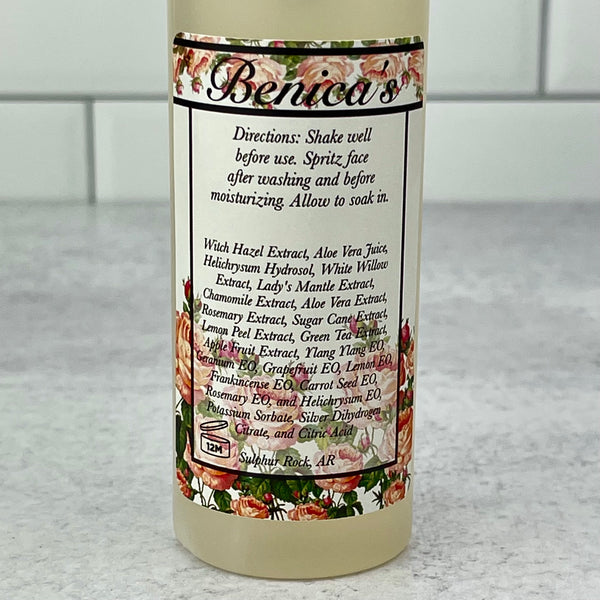 Benica's
Directions: Shake well
before use. Spritz face
after washing and before
moisturizing. Allow to soak in.
Witch Hazel Extract, Aloe Vera Juice,
Helichrysum Hydrosol, White Willow
Extract, Lady's Mantle Extract,
Chamomile Extract, Aloe Vera Extract,
Rosemary Extract, Sugar Cane Extract,
Lemon Peel Extract, Green Tea Extract,
Apple Fruit Extract, Ylang Ylang EO,
Geranium EO, Grapefruit EO, Lemon EO,
Frankincense EO, Carrot Seed EO,
Rosemary EO, and Helichrysum EO,
Potassium Sorbate, Silver Dihydrogen
Citrate, and Citric Acid
12M
Sulphur Rock, AR